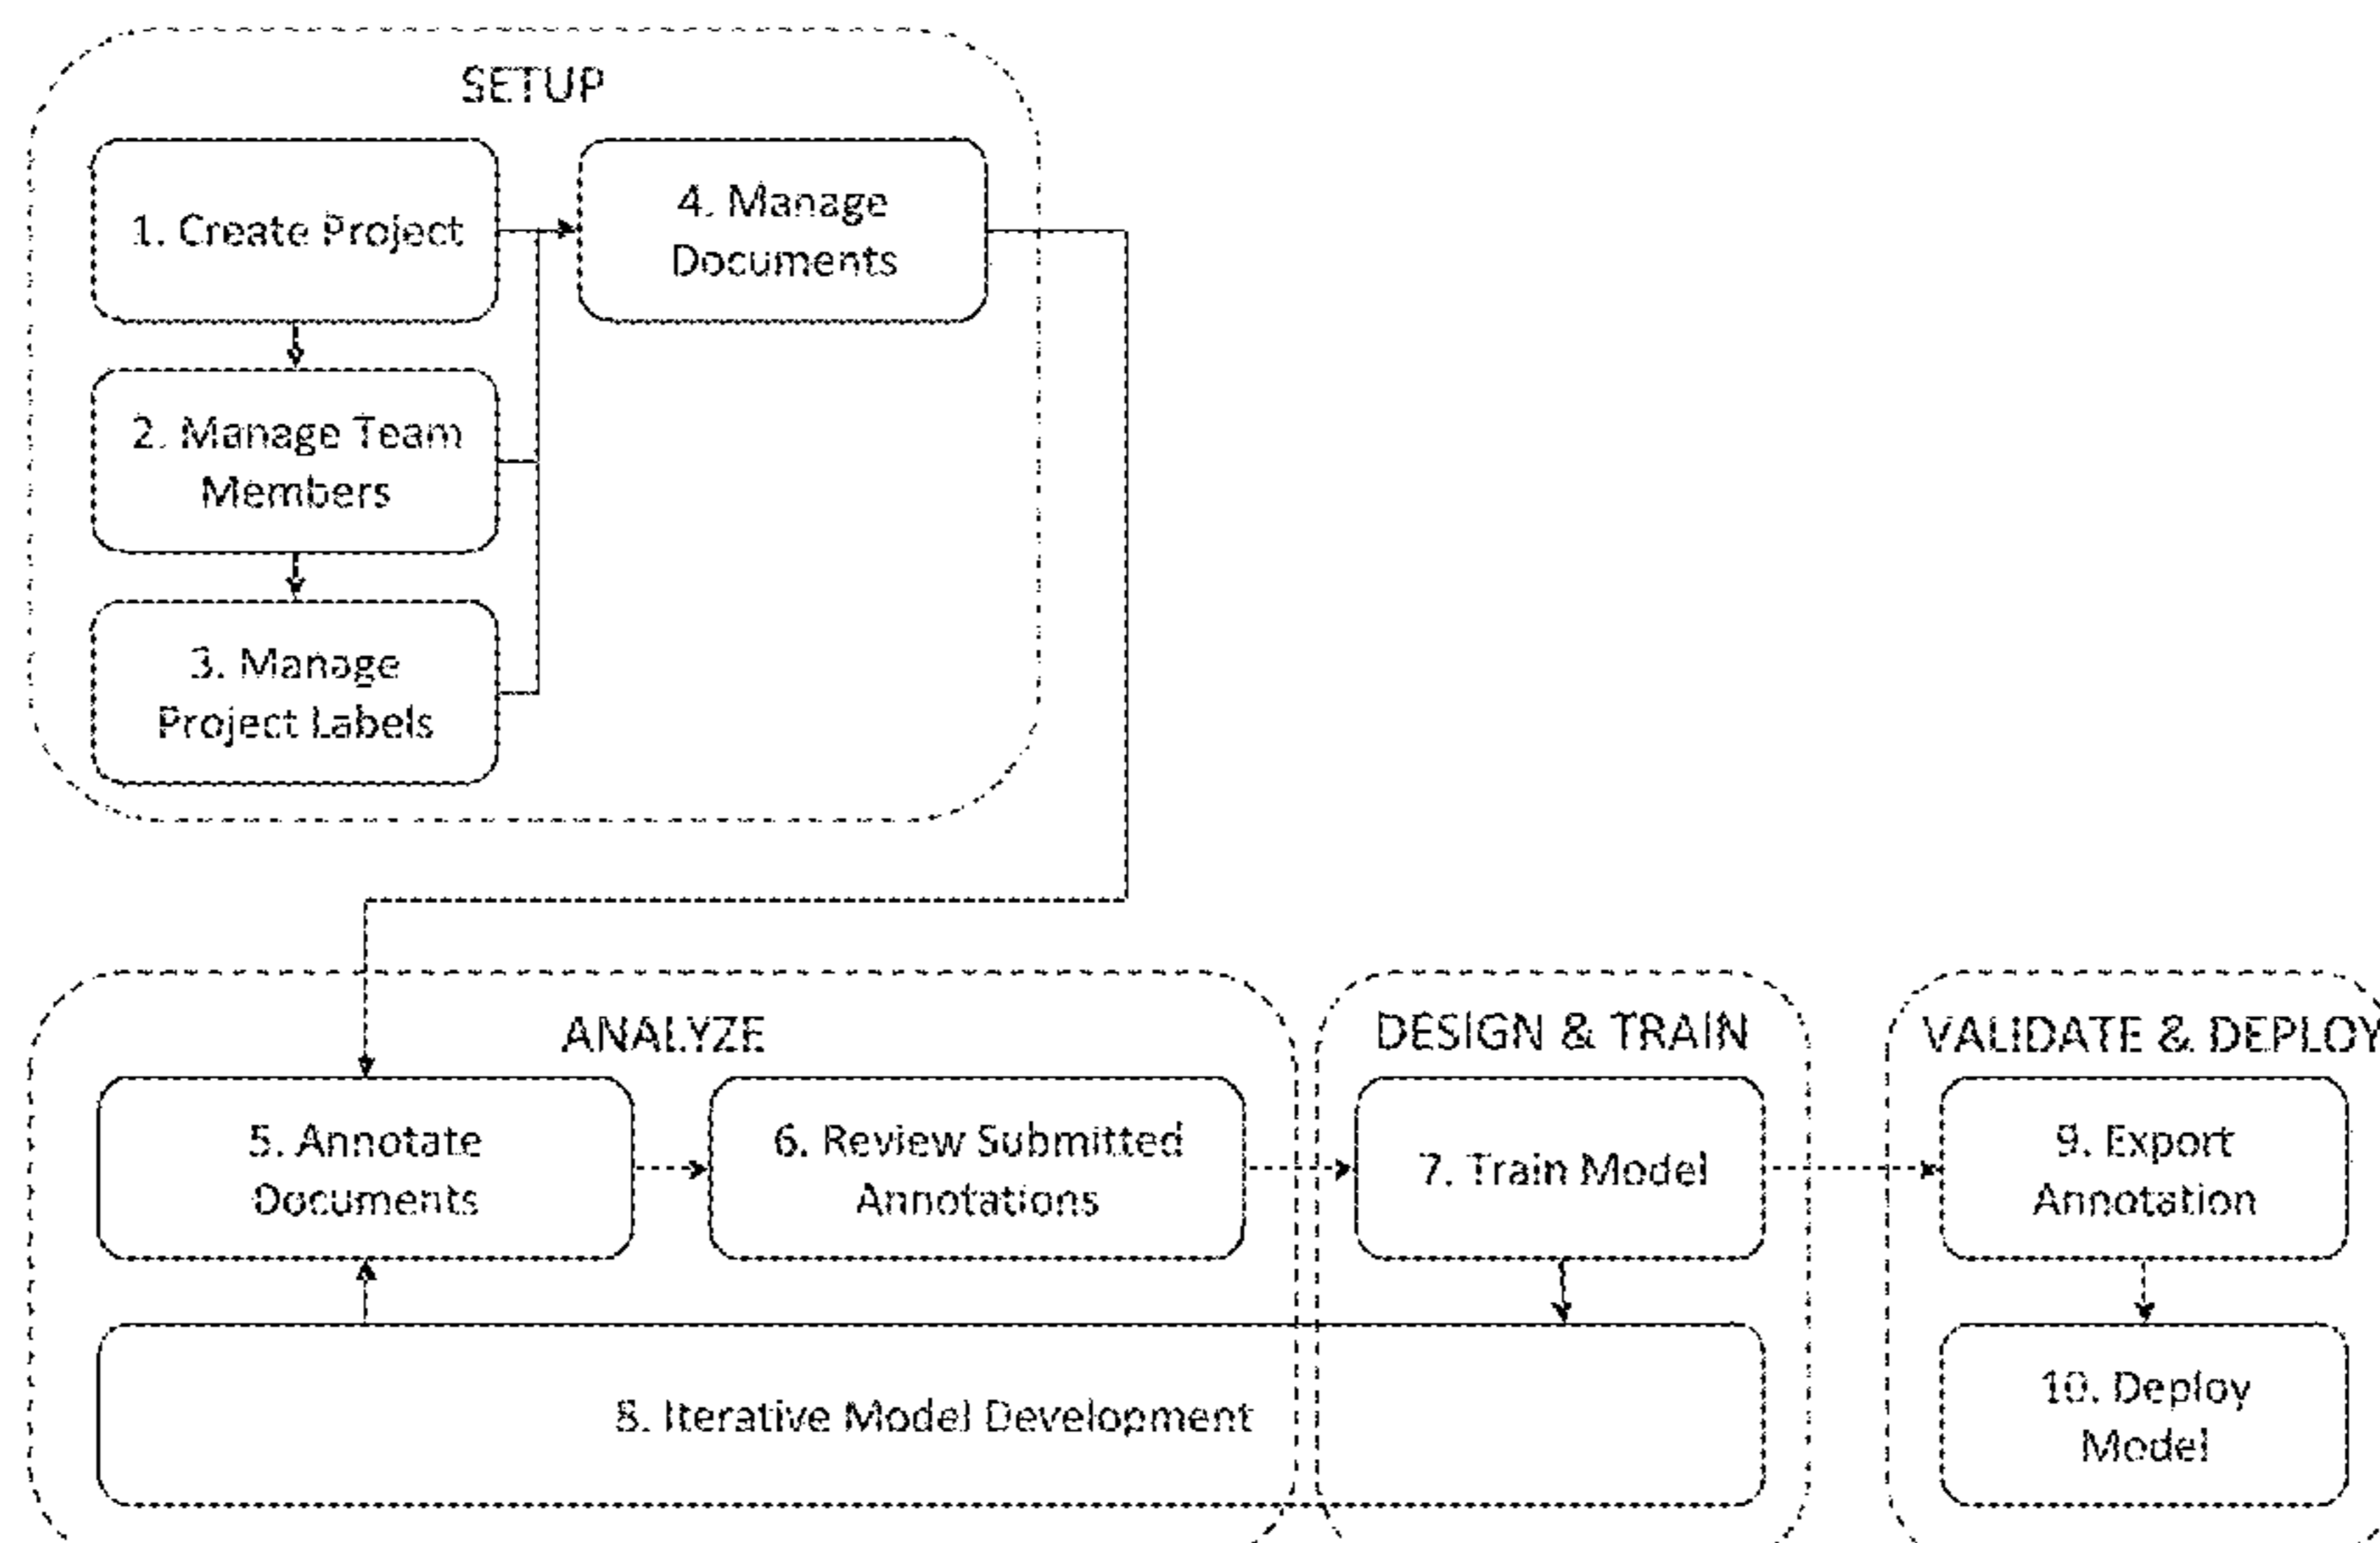 SETUP
1. Create Project
4. Manage
Documents
2. Manage Team
Members
3. Manage
Project Labels
ANALYZE
DESIGN & TRAIN
VALIDATE & DEPLOY
5. Annotate
Documents
6. Review Submitted
Annotations
7. Train Model
9. Export
Annotation
8. Iterative Model Development
10. Deploy
Model